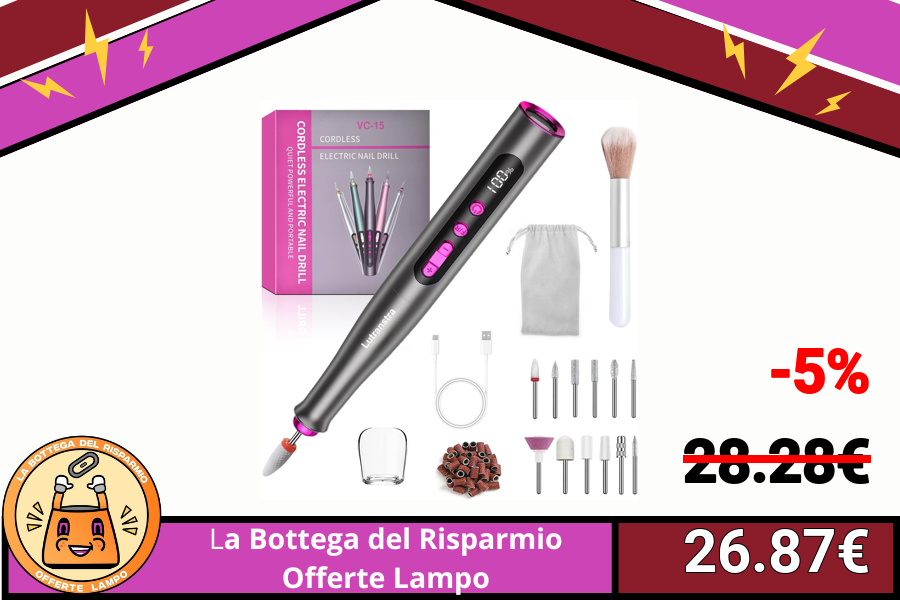 VC-15
CORDLESS
ELECTRIC NAIL DRILL
CORDLESS ELECTRIC NAIL DRILL
QUIET POWERFUL AND PORTABLE
100%
Lutranstra
-5%
28.28€
26.87€
LA BOTTEGA DEL RISPARMIO
OFFERTE LAMPO
La Bottega del Risparmio
Offerte Lampo